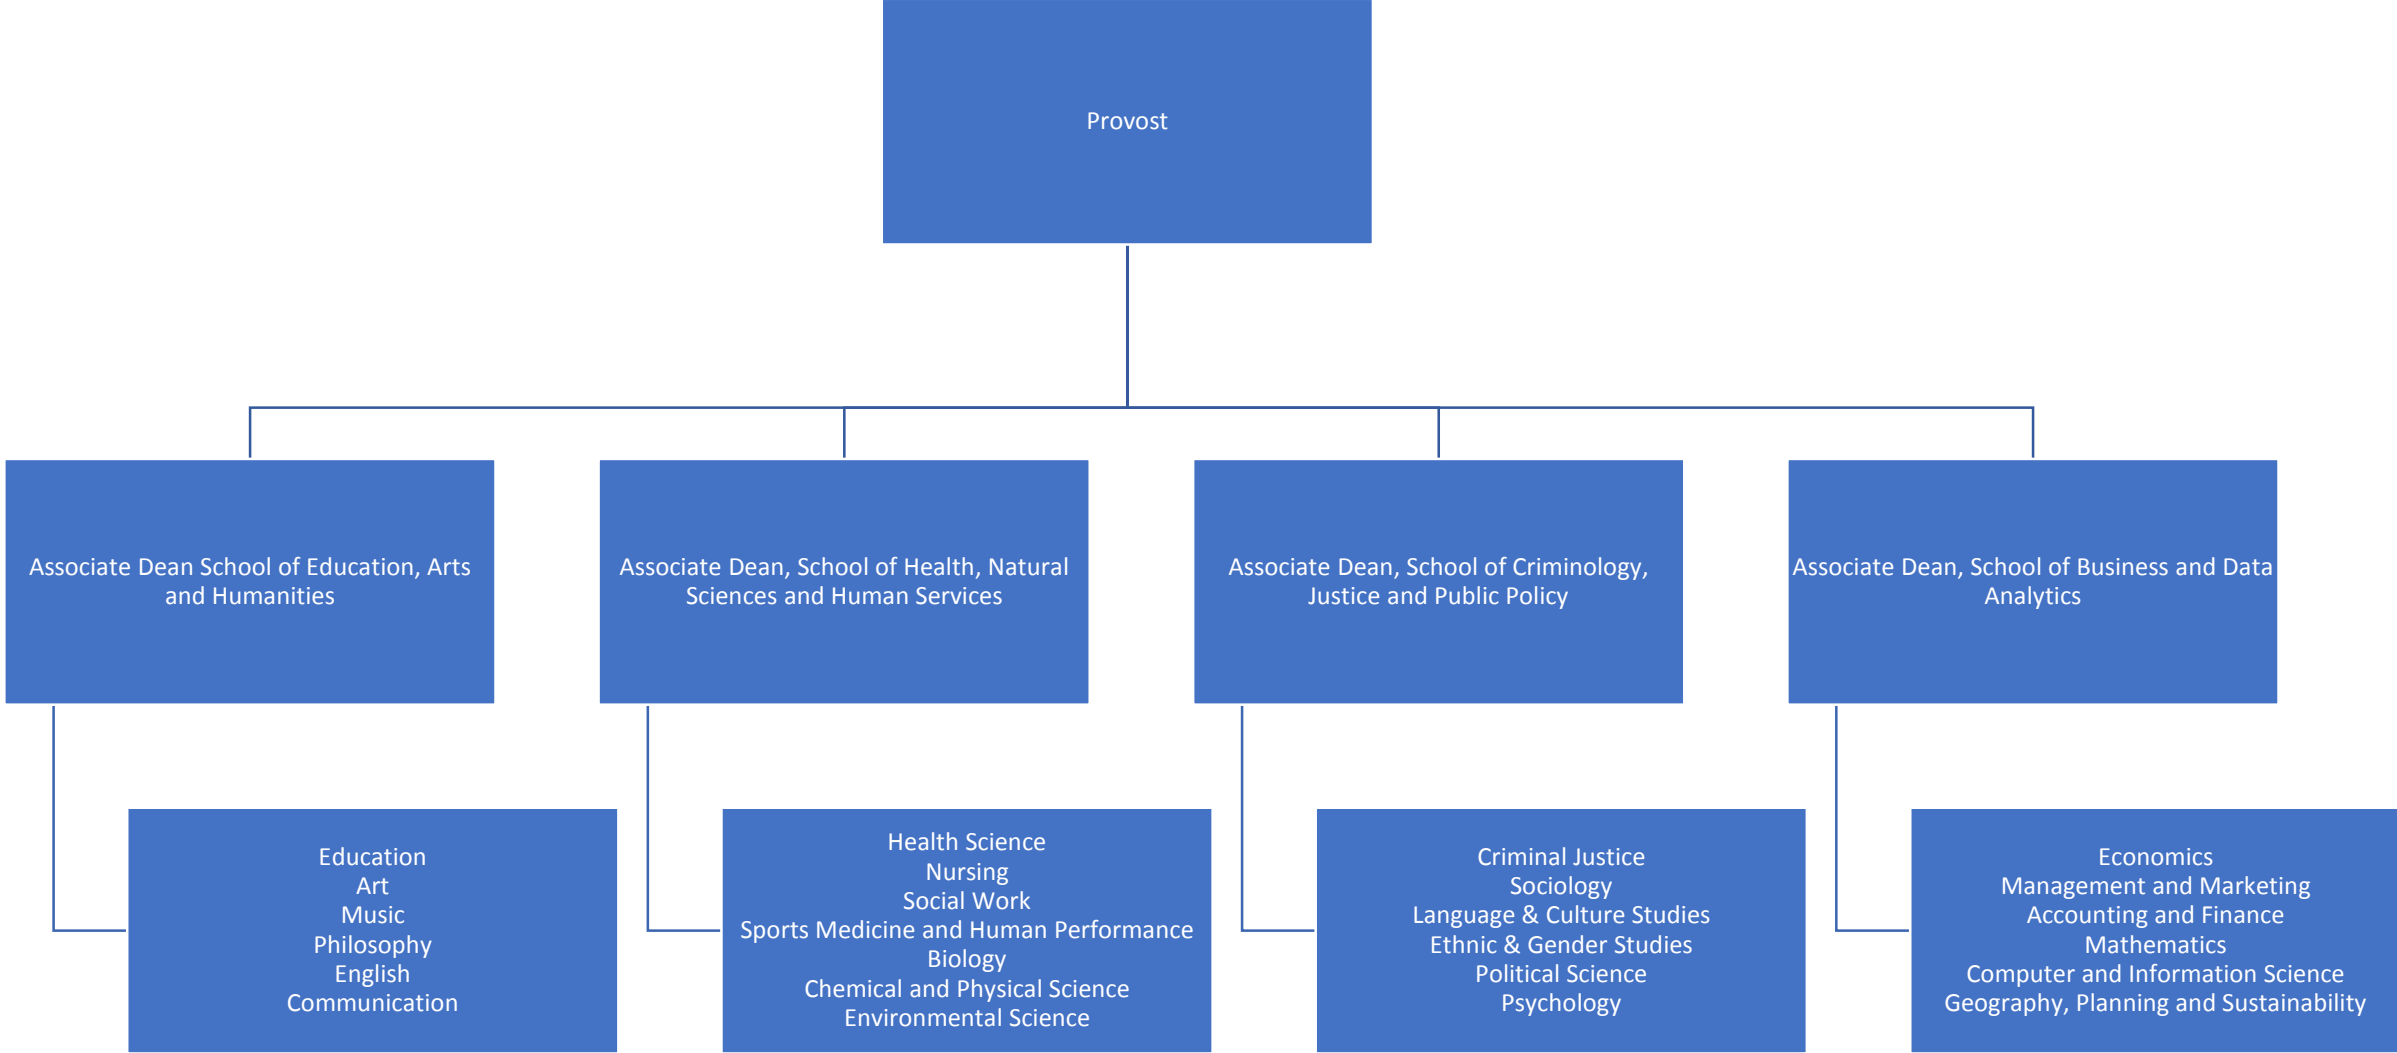 Provost
Associate Dean School of Education, Arts
and Humanities
Associate Dean, School of Health, Natural
Sciences and Human Services
Associate Dean, School of Criminology,
Justice and Public Policy
Associate Dean, School of Business and Data
Analytics
Education
Art
Music
Philosophy
English
Communication
Health Science
Nursing
Social Work
Sports Medicine and Human Performance
Biology
Chemical and Physical Science
Environmental Science
Criminal Justice
Sociology
Language & Culture Studies
Ethnic & Gender Studies
Political Science
Psychology
Economics
Management and Marketing
Accounting and Finance
Mathematics
Computer and Information Science
Geography, Planning and Sustainability